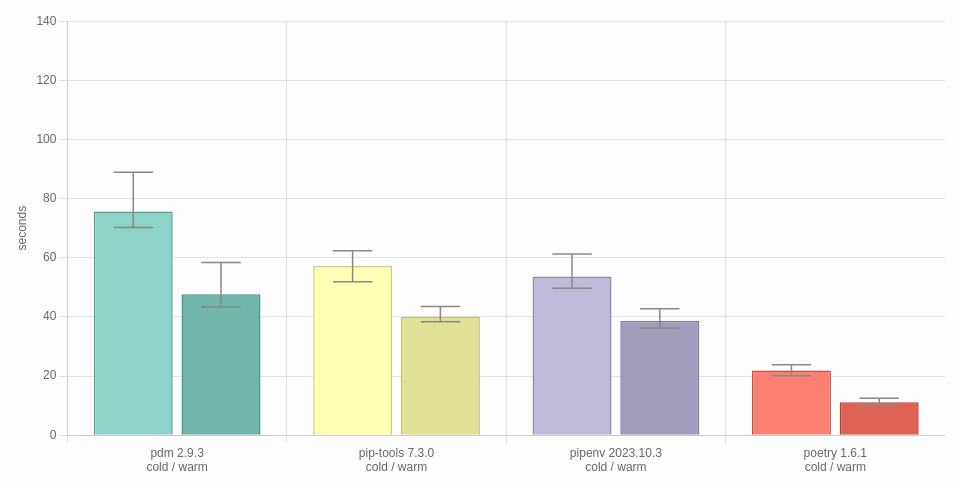 140
120
100
80
60
40
20
0
seconds
pdm 2.9.3
cold / warm
pip-tools 7.3.0
cold / warm
pipenv 2023.10.3
cold / warm
poetry 1.6.1
cold / warm